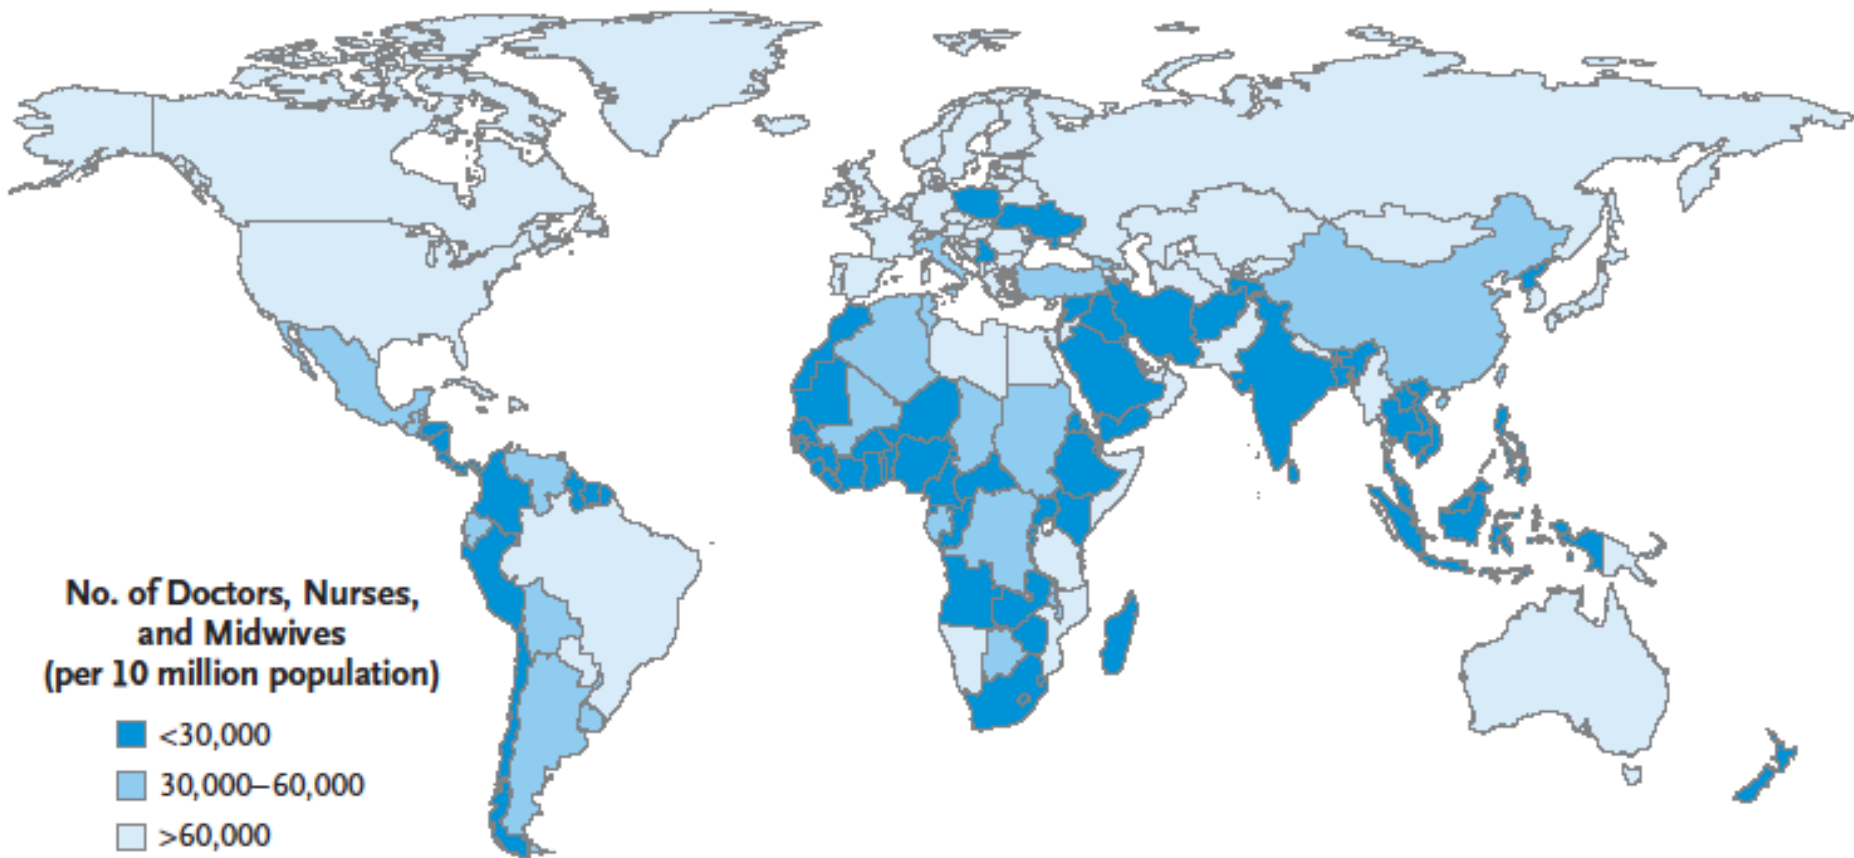 No. of Doctors, Nurses,
and Midwives
(per 10 million population)
<30,000
30,000–60,000
>60,000